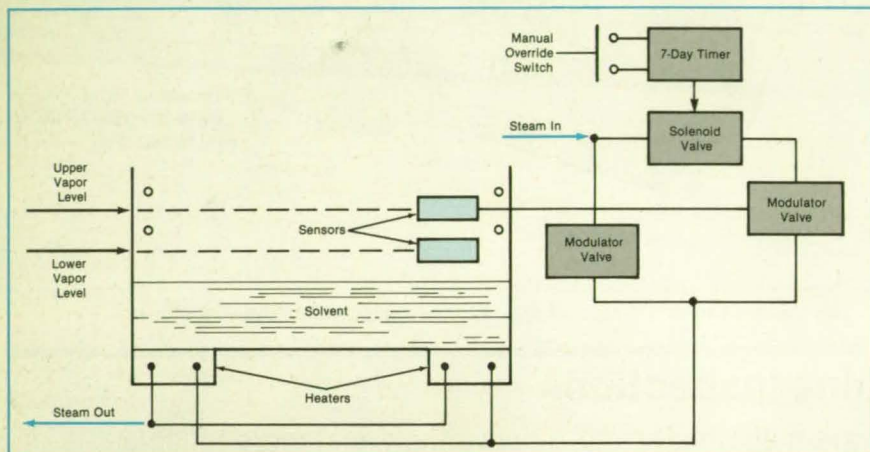 Manual
Override
Switch
7-Day Timer
Steam In
Solenoid
Valve
Upper
Vapor
Level
Modulator
Valve
Sensors
Modulator
Valve
Lower
Vapor
Level
Solvent
Heaters
Steam Out